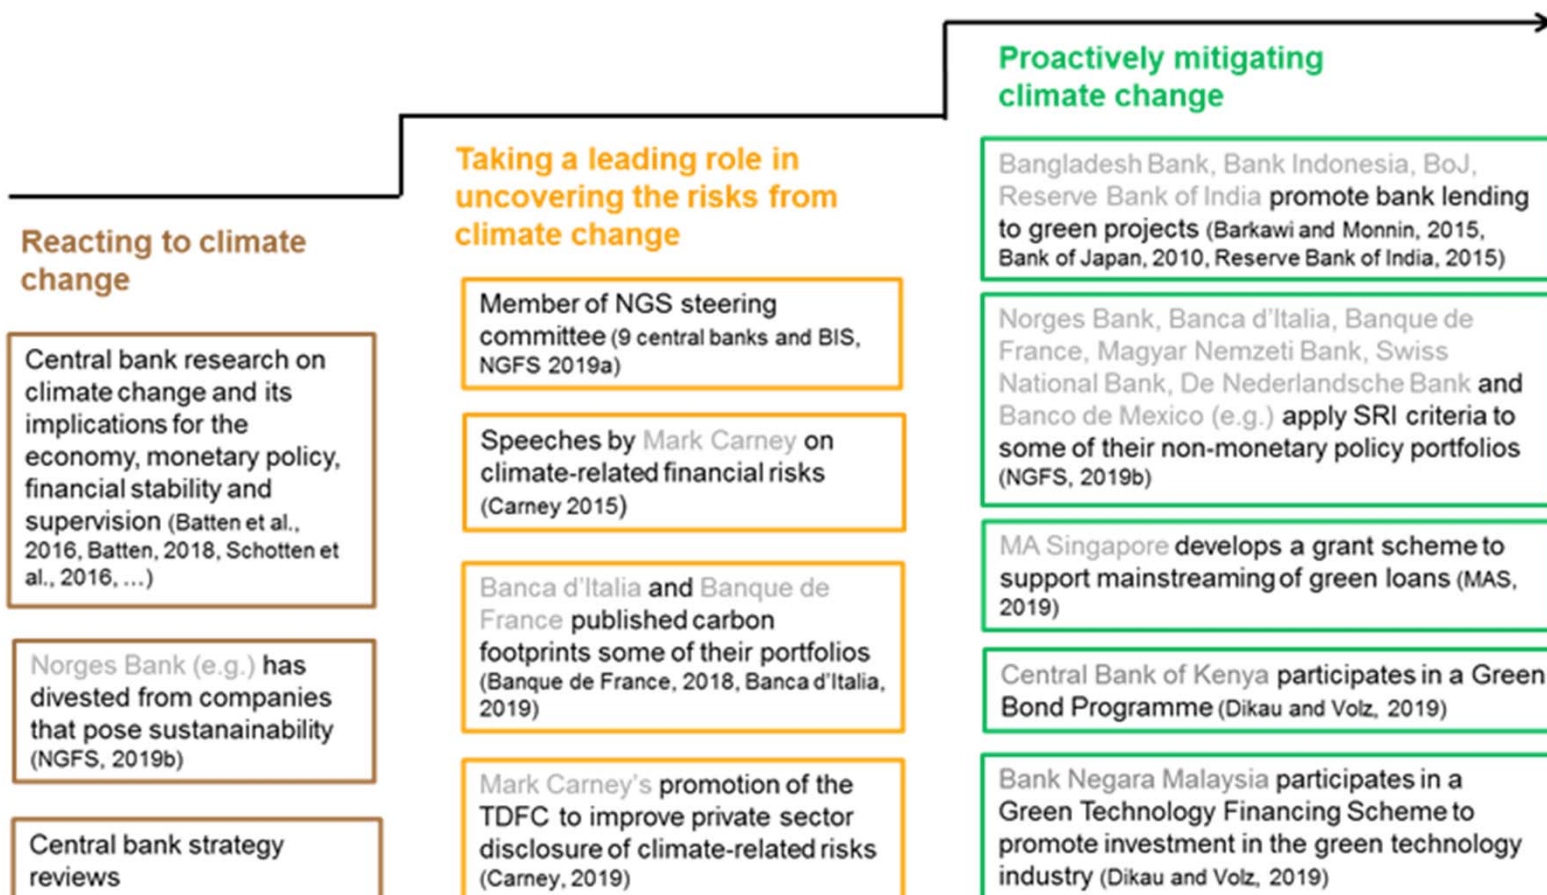 Reacting to climate
change
Central bank research on
climate change and its
implications for the
economy, monetary policy,
financial stability and
supervision (Batten et al.,
2016, Batten, 2018, Schotten et
al., 2016, ...)
Norges Bank (e.g.) has
divested from companies
that pose sustanainability
(NGFS, 2019b)
Central bank strategy
reviews
Taking a leading role in
uncovering the risks from
climate change
Member of NGS steering
committee (9 central banks and BIS,
NGFS 2019a)
Speeches by Mark Carney on
climate-related financial risks
(Carney 2015)
Banca d'Italia and Banque de
France published carbon
footprints some of their portfolios
(Banque de France, 2018, Banca d'Italia,
2019)
Mark Carney's promotion of the
TDFC to improve private sector
disclosure of climate-related risks
(Carney, 2019)
Proactively mitigating
climate change
Bangladesh Bank, Bank Indonesia, BoJ,
Reserve Bank of India promote bank lending
to green projects (Barkawi and Monnin, 2015,
Bank of Japan, 2010, Reserve Bank of India, 2015)
Norges Bank, Banca d'Italia, Banque de
France, Magyar Nemzeti Bank, Swiss
National Bank, De Nederlandsche Bank and
Banco de Mexico (e.g.) apply SRI criteria to
some of their non-monetary policy portfolios
(NGFS, 2019b)
MA Singapore develops a grant scheme to
support mainstreaming of green loans (MAS,
2019)
Central Bank of Kenya participates in a Green
Bond Programme (Dikau and Volz, 2019)
Bank Negara Malaysia participates in a
Green Technology Financing Scheme to
promote investment in the green technology
industry (Dikau and Volz, 2019)